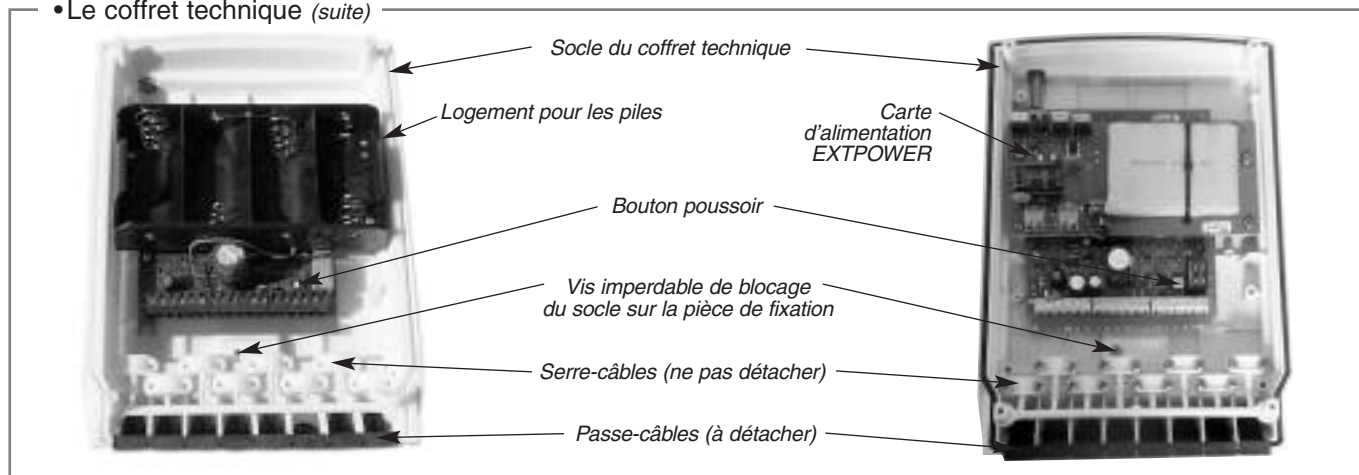 •Le coffret technique (suite)
Socle du coffret technique
Logement pour les piles
Carte
d'alimentation
EXTPOWER
Bouton poussoir
Vis imperdable de blocage
du socle sur la pièce de fixation
Serre-câbles (ne pas détacher)
Passe-câbles (à détacher)